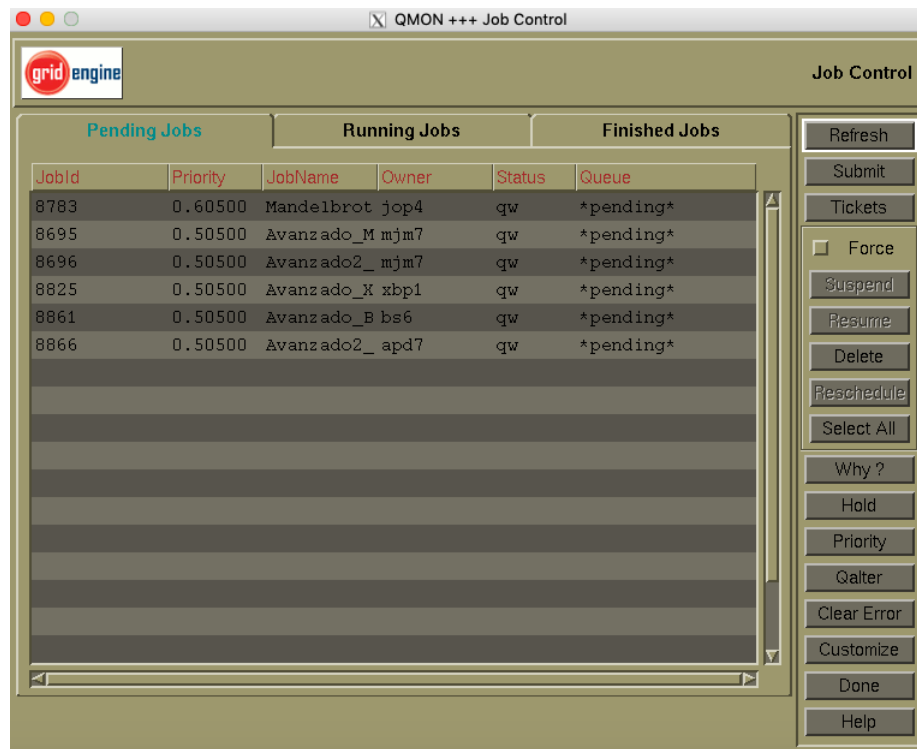 QMON +++ Job Control
grid engine
Job Control
Pending Jobs Running Jobs Finished Jobs
JobId Priority JobName Owner Status Queue
8783 0.60500 Mandelbrot jop4 qw *pending*
8695 0.50500 Avanzado_M mjm7 qw *pending*
8696 0.50500 Avanzado2_ mjm7 qw *pending*
8825 0.50500 Avanzado_X xbp1 qw *pending*
8861 0.50500 Avanzado_B bs6 qw *pending*
8866 0.50500 Avanzado2_ apd7 qw *pending*
Refresh
Submit
Tickets
Force
Suspend
Resume
Delete
Reschedule
Select All
Why ?
Hold
Priority
Qalter
Clear Error
Customize
Done
Help